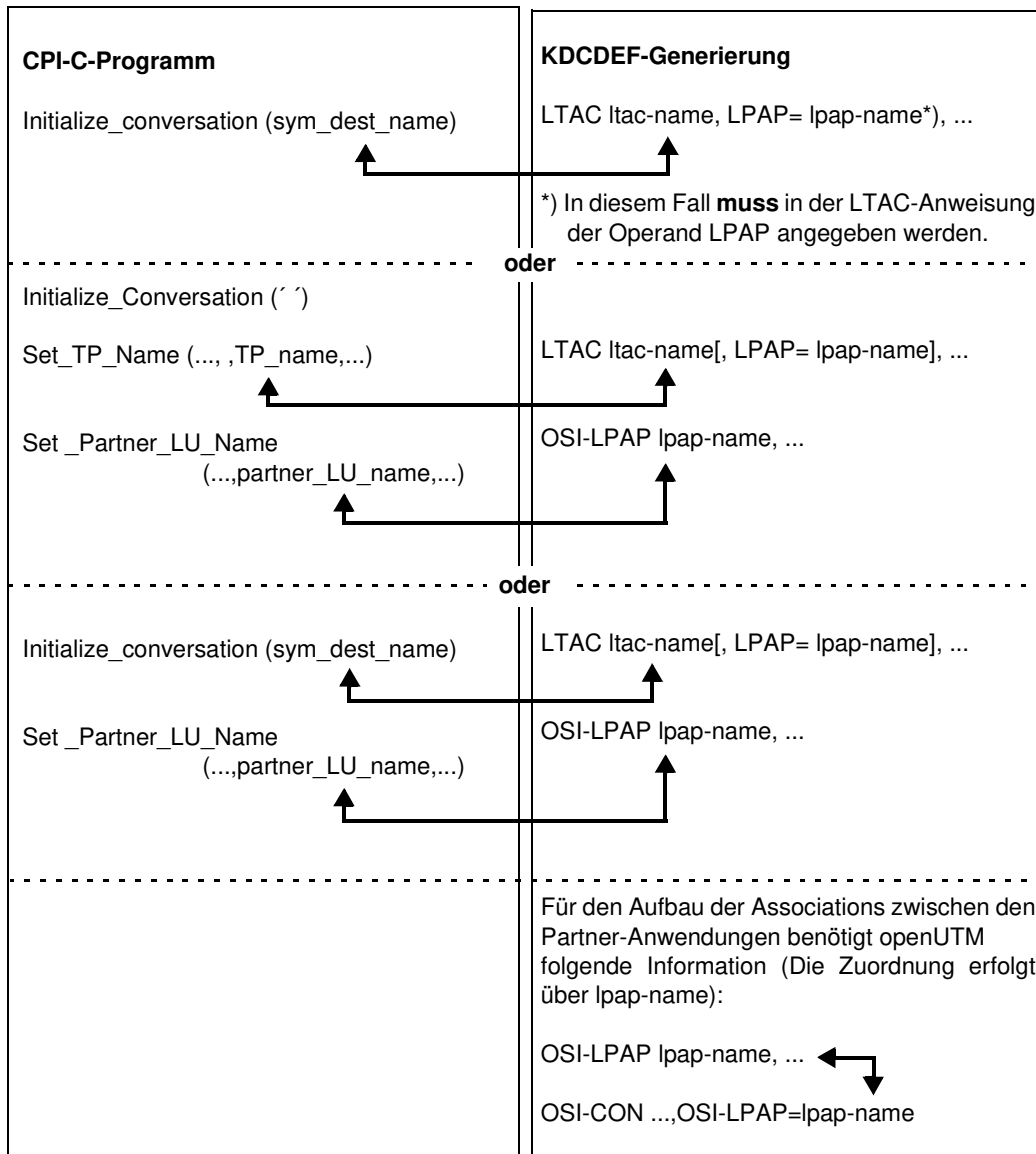 CPI-C-Programm
KDCDEF-Generierung
Initialize_conversation (sym_dest_name)
LTAC ltac-name, LPAP= lpap-name*), ...
*) In diesem Fall muss in der LTAC-Anweisung
der Operand LPAP angegeben werden.
oder
Initialize_Conversation (´ ´)
Set_TP_Name (..., ,TP_name,...)
LTAC ltac-name[, LPAP= lpap-name], ...
Set _Partner_LU_Name
(...,partner_LU_name,...)
OSI-LPAP lpap-name, ...
oder
Initialize_conversation (sym_dest_name)
LTAC ltac-name[, LPAP= lpap-name], ...
Set _Partner_LU_Name
(...,partner_LU_name,...)
OSI-LPAP lpap-name, ...
Für den Aufbau der Associations zwischen den
Partner-Anwendungen benötigt openUTM
folgende Information (Die Zuordnung erfolgt
über lpap-name):
OSI-LPAP lpap-name, ...
OSI-CON ...,OSI-LPAP=lpap-name